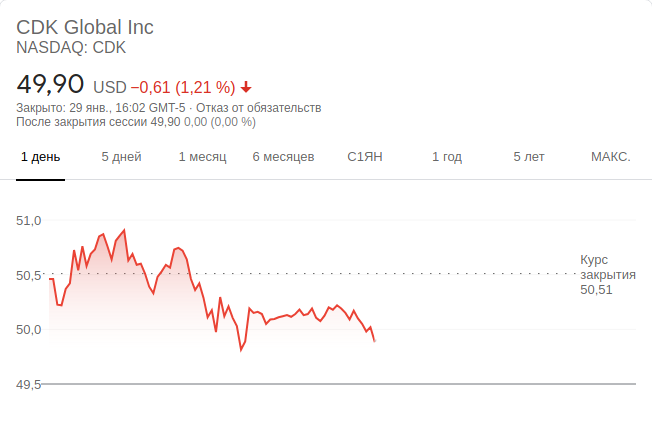 CDK Global Inc
NASDAQ: CDK
49,90 USD −0,61 (1,21 %)
Закрыто: 29 янв., 16:02 GMT-5 · Отказ от обязательств
После закрытия сессии 49,90 0,00 (0,00 %)
1 день 5 дней 1 месяц 6 месяцев С1ЯН 1 год 5 лет МАКС.
51,0
Курс
закрытия
50,51
50,5
50,0
49,5